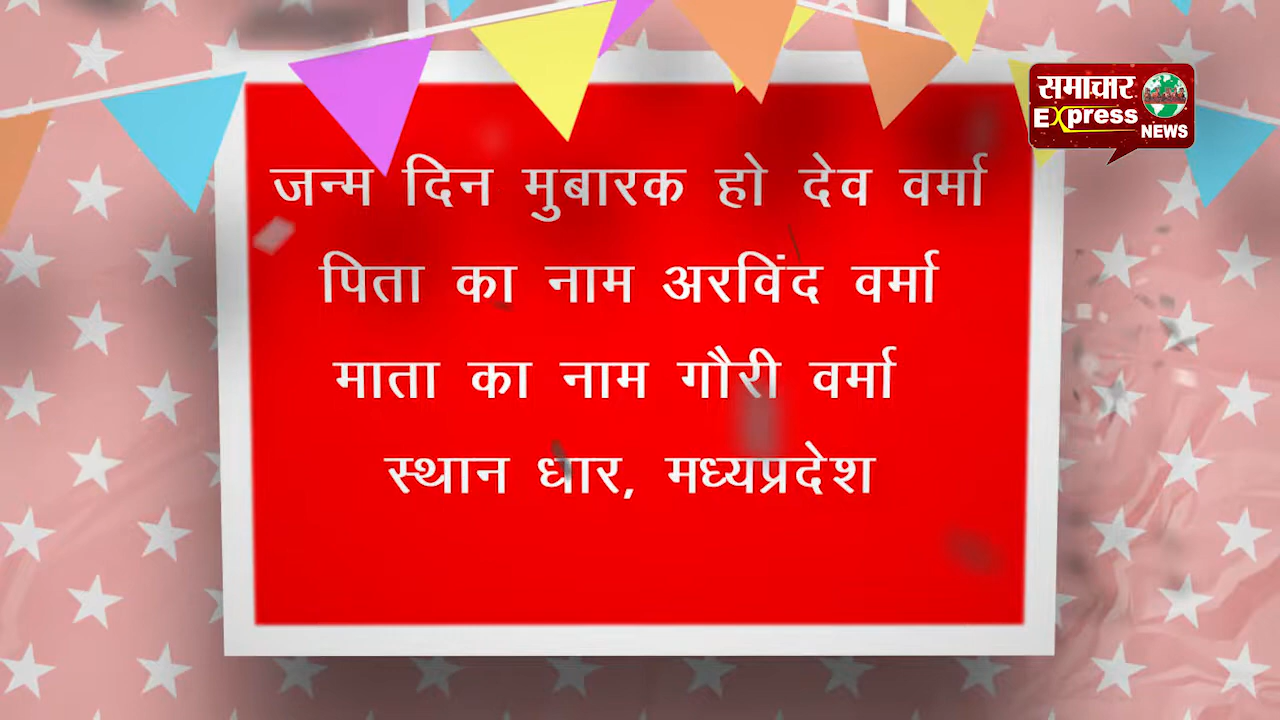 समाचार
Express
NEWS
जन्म दिन मुबारक हो देव वर्मा
पिता का नाम अरविंद वर्मा
माता का नाम गौरी वर्मा
स्थान धार, मध्यप्रदेश